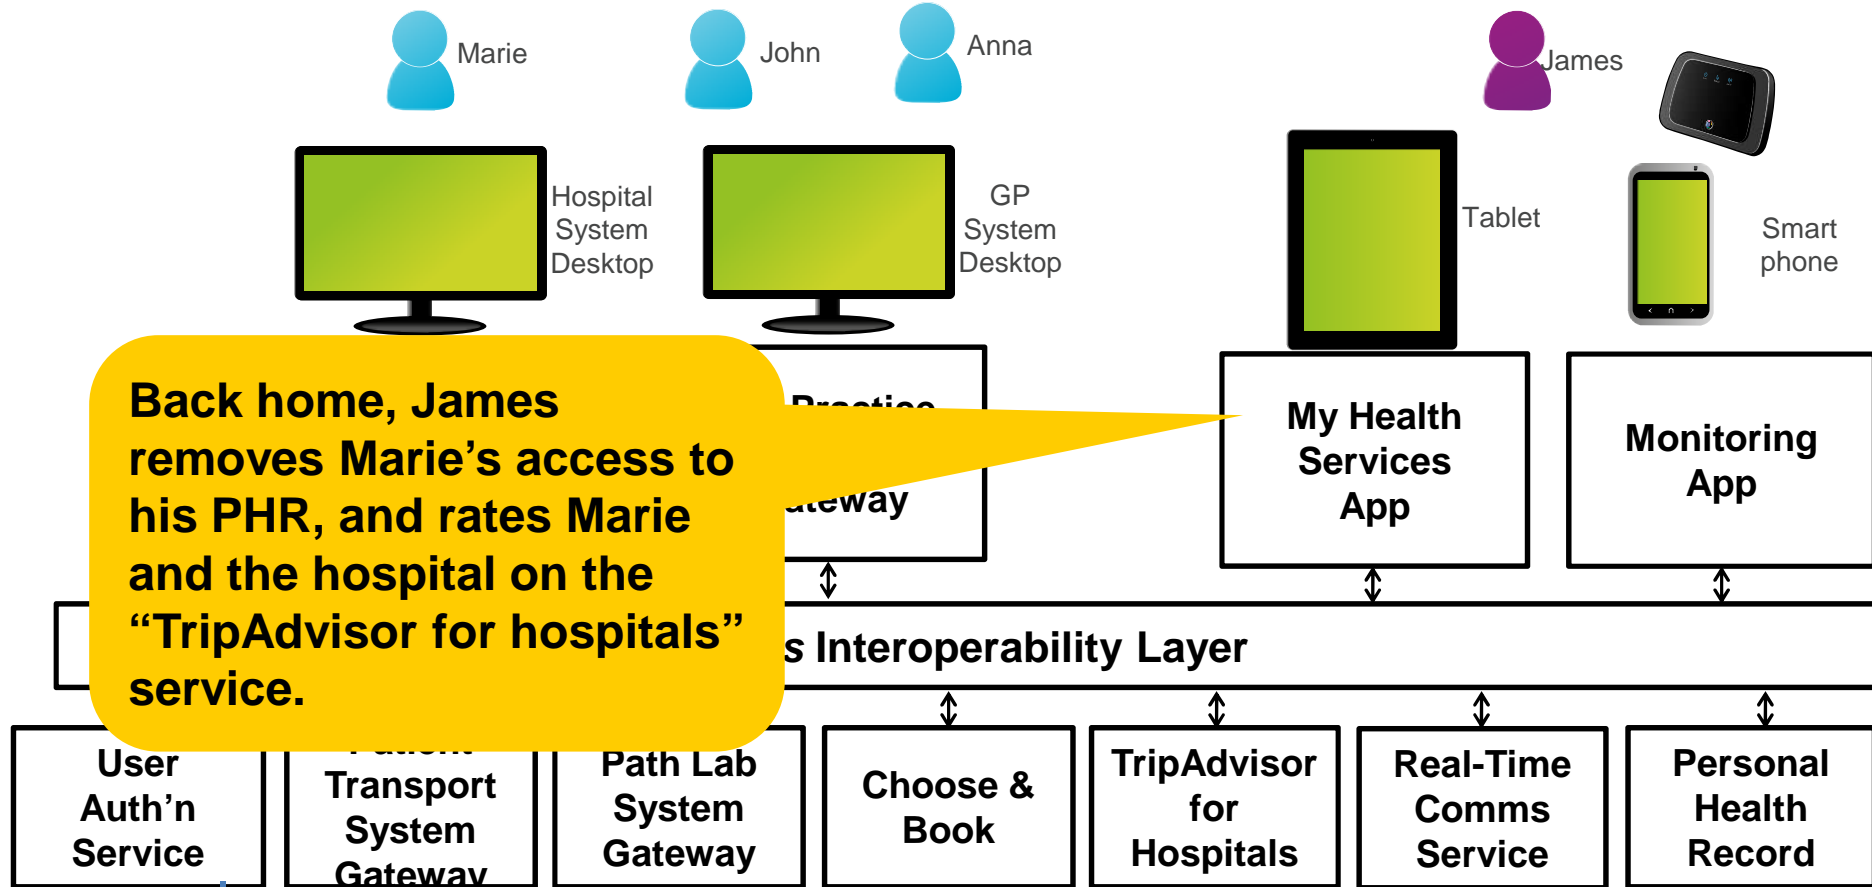 Marie
John
Anna
James
Hospital
System
Desktop
GP
System
Desktop
Tablet
Smart
phone
Back home, James
removes Marie’s access to
his PHR, and rates Marie
and the hospital on the
“TripAdvisor for hospitals”
service.
Practice
My Health
Services
App
Monitoring
App
s Interoperability Layer
User
Auth’n
Service
Patient
Transport
System
Gateway
Path Lab
System
Gateway
Choose &
Book
TripAdvisor
for
Hospitals
Real-Time
Comms
Service
Personal
Health
Record